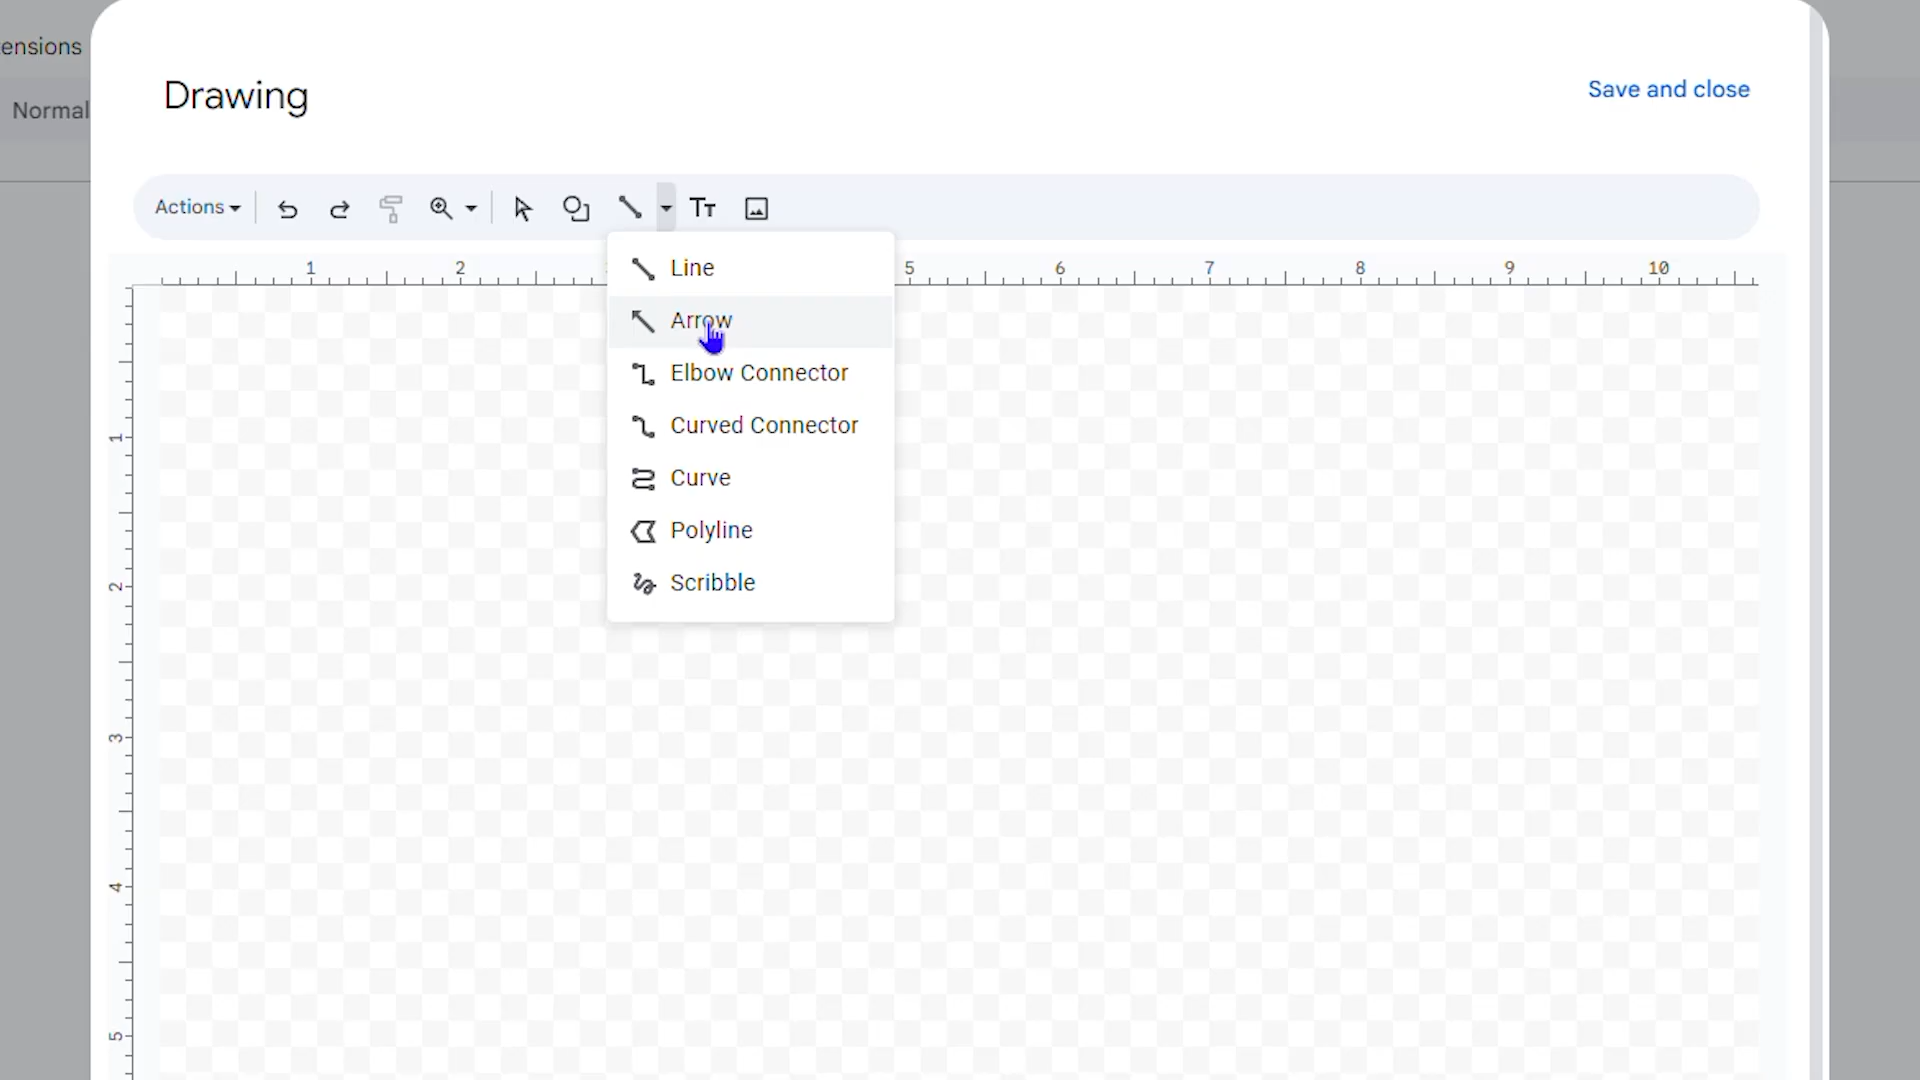 ensions
Normal
Drawing
Save and close
Actions
Tт
1
2
5
6
7
8
9
10
Line
Arrow
Elbow Connector
Curved Connector
Curve
Polyline
Scribble
1
2
3
4
5